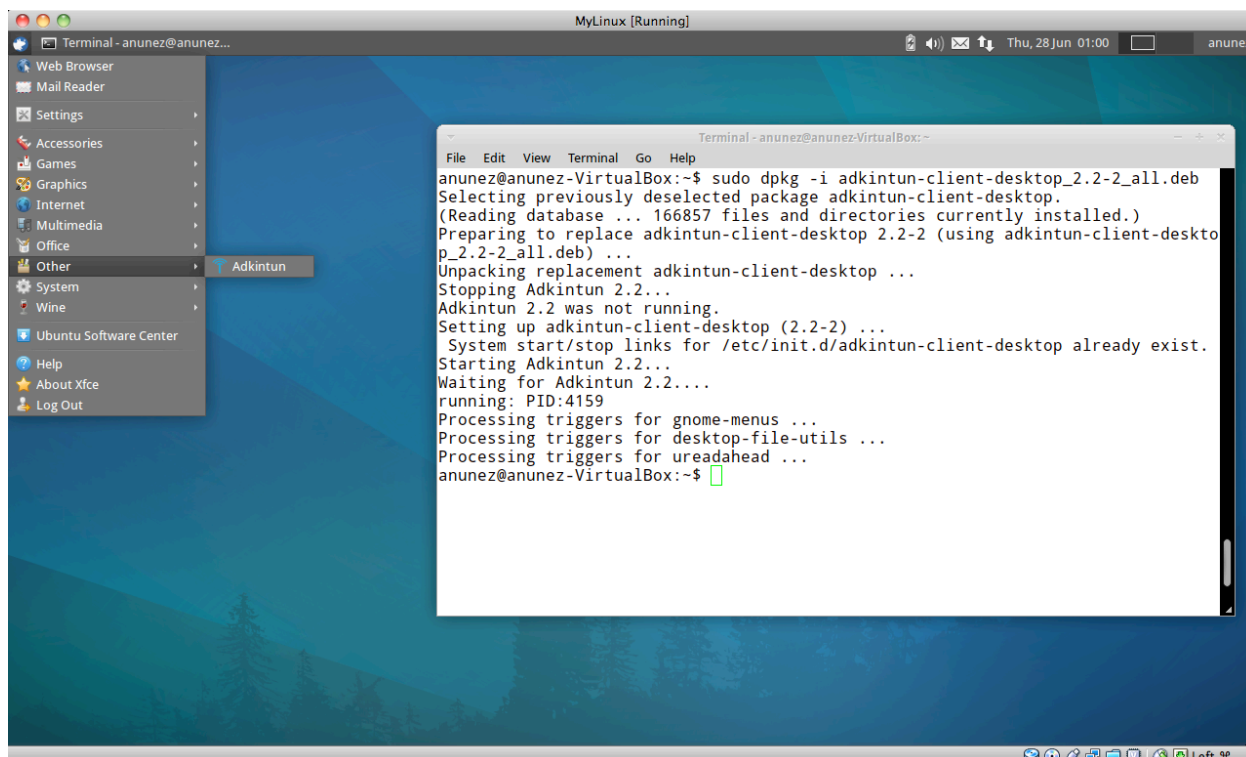 MyLinux [Running]
Terminal - anunez@anunez... Thu, 28 Jun 01:00 anune
Web Browser
Mail Reader
Settings
Accessories
Games
Graphics
Internet
Multimedia
Office
Other Adkintun
System
Wine
Ubuntu Software Center
Help
About Xfce
Log Out
Terminal - anunez@anunez-VirtualBox: ~
File Edit View Terminal Go Help
anunez@anunez-VirtualBox:~$ sudo dpkg -i adkintun-client-desktop_2.2-2_all.deb
Selecting previously deselected package adkintun-client-desktop.
(Reading database ... 166857 files and directories currently installed.)
Preparing to replace adkintun-client-desktop 2.2-2 (using adkintun-client-deskto
p_2.2-2_all.deb) ...
Unpacking replacement adkintun-client-desktop ...
Stopping Adkintun 2.2...
Adkintun 2.2 was not running.
Setting up adkintun-client-desktop (2.2-2) ...
 System start/stop links for /etc/init.d/adkintun-client-desktop already exist.
Starting Adkintun 2.2...
Waiting for Adkintun 2.2....
running: PID:4159
Processing triggers for gnome-menus ...
Processing triggers for desktop-file-utils ...
Processing triggers for ureadahead ...
anunez@anunez-VirtualBox:~$
Left ⌘